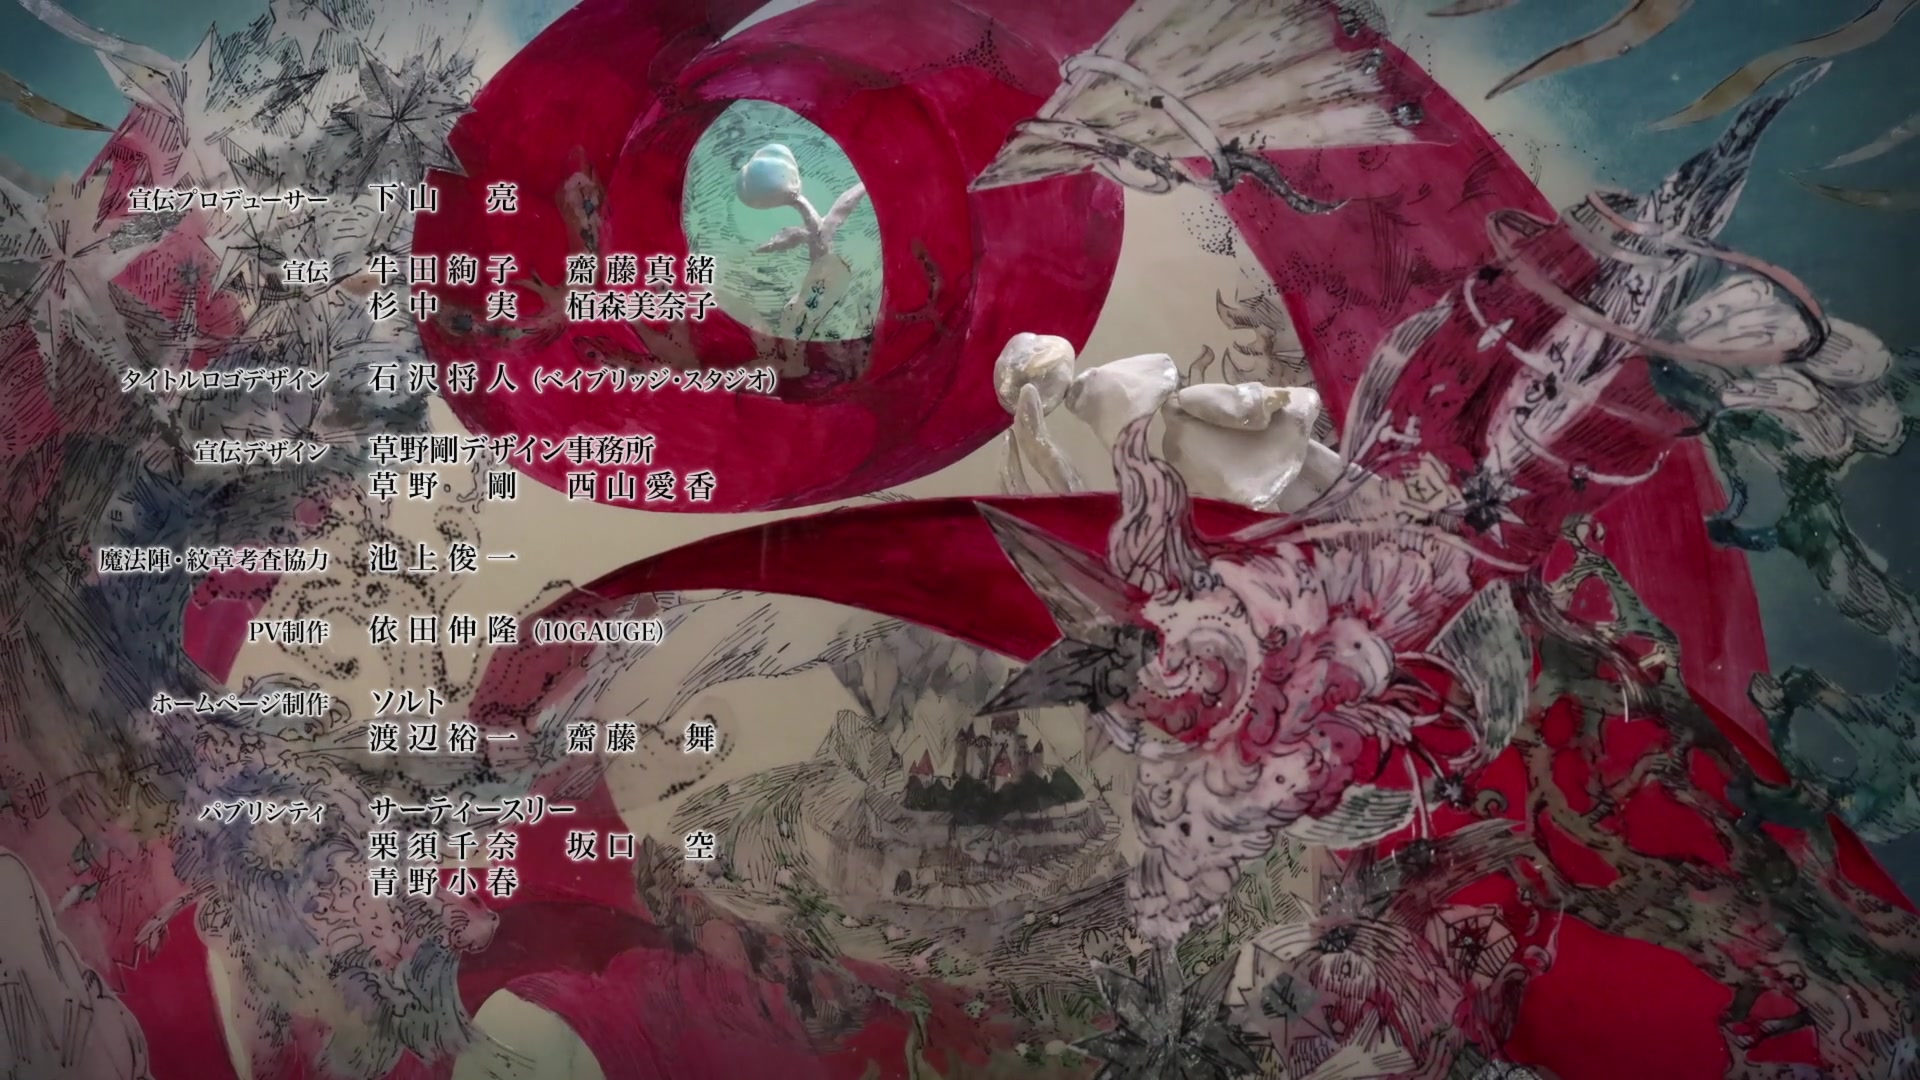 宣伝プロデューサー 下山 亮
宣伝 牛田絢子 齋藤真緒
杉中 実 栢森美奈子
タイトルロゴデザイン 石沢将人（ベイブリッジ・スタジオ）
宣伝デザイン 草野剛デザイン事務所
草野 剛 西山愛香
魔法陣・紋章考査協力 池上俊一
PV制作 依田伸隆（10GAUGE）
ホームページ制作 ソルト
渡辺裕一 齋藤 舞
パブリシティ サーティースリー
栗須千奈 坂口 空
青野小春